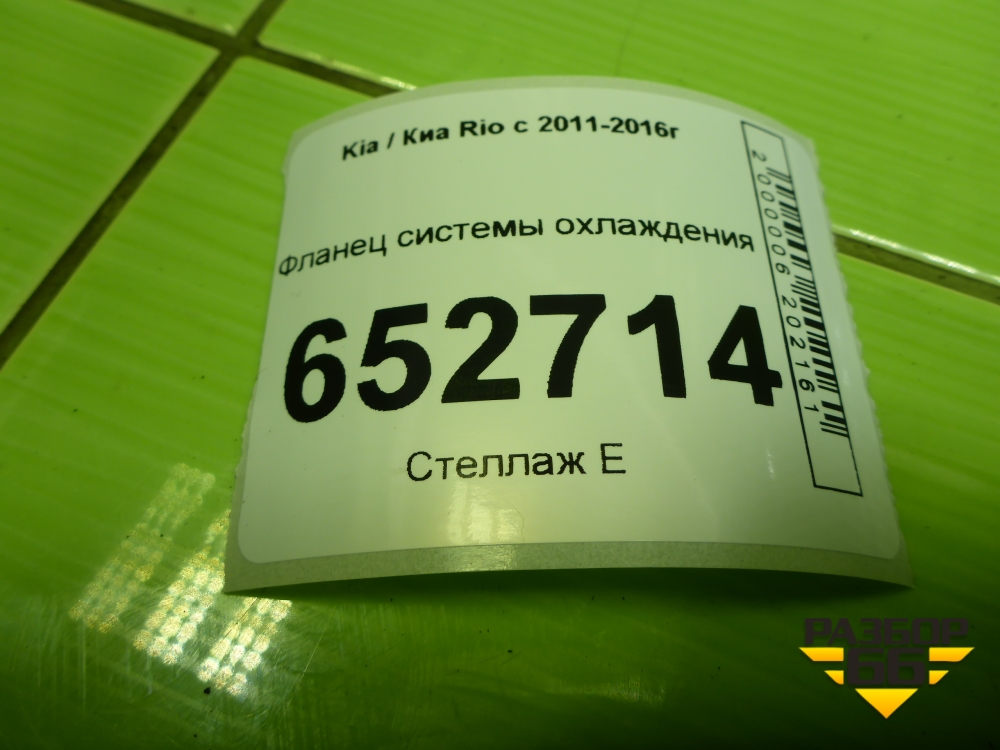 Kia / Киа Rio с 2011-2016г
Фланец системы охлаждения
652714
Стеллаж Е
2000006202161
РАЗБОР
66